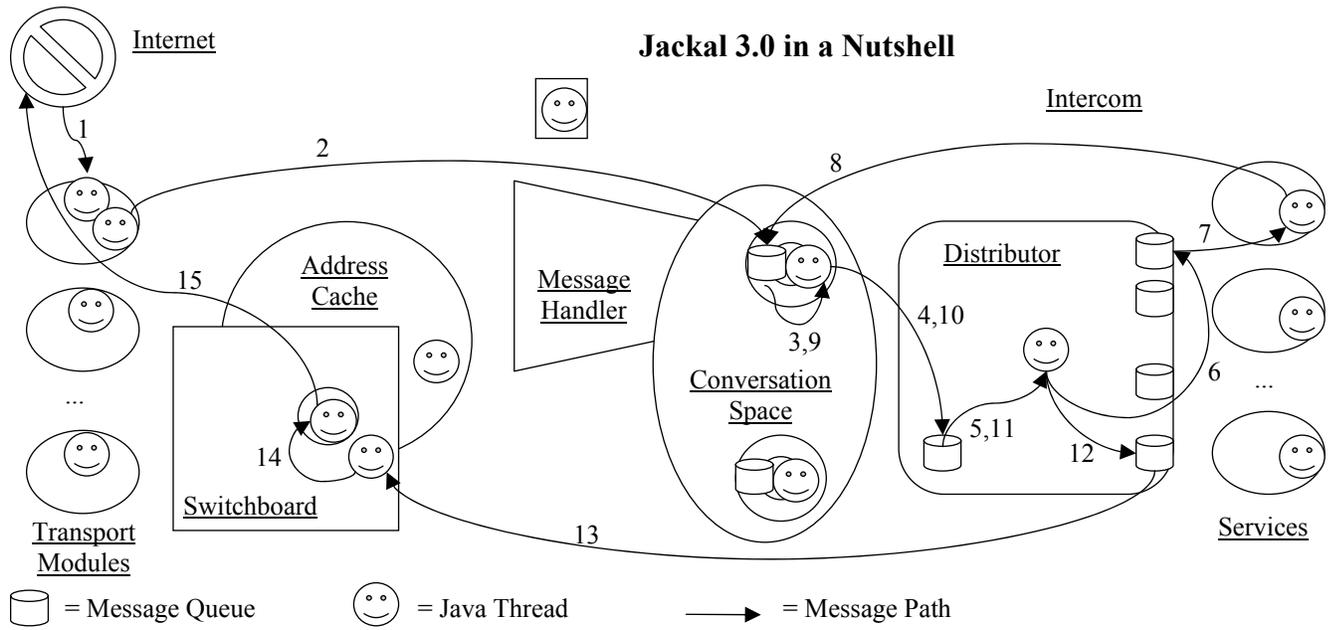 Jackal 3.0 in a Nutshell
Internet
Intercom
1
2
8
7
15
Address
Cache
Message
Handler
Distributor
4,10
3,9
6
Conversation
Space
...
...
5,11
12
14
Switchboard
13
Transport
Modules
Services
= Message Queue
= Java Thread
= Message Path